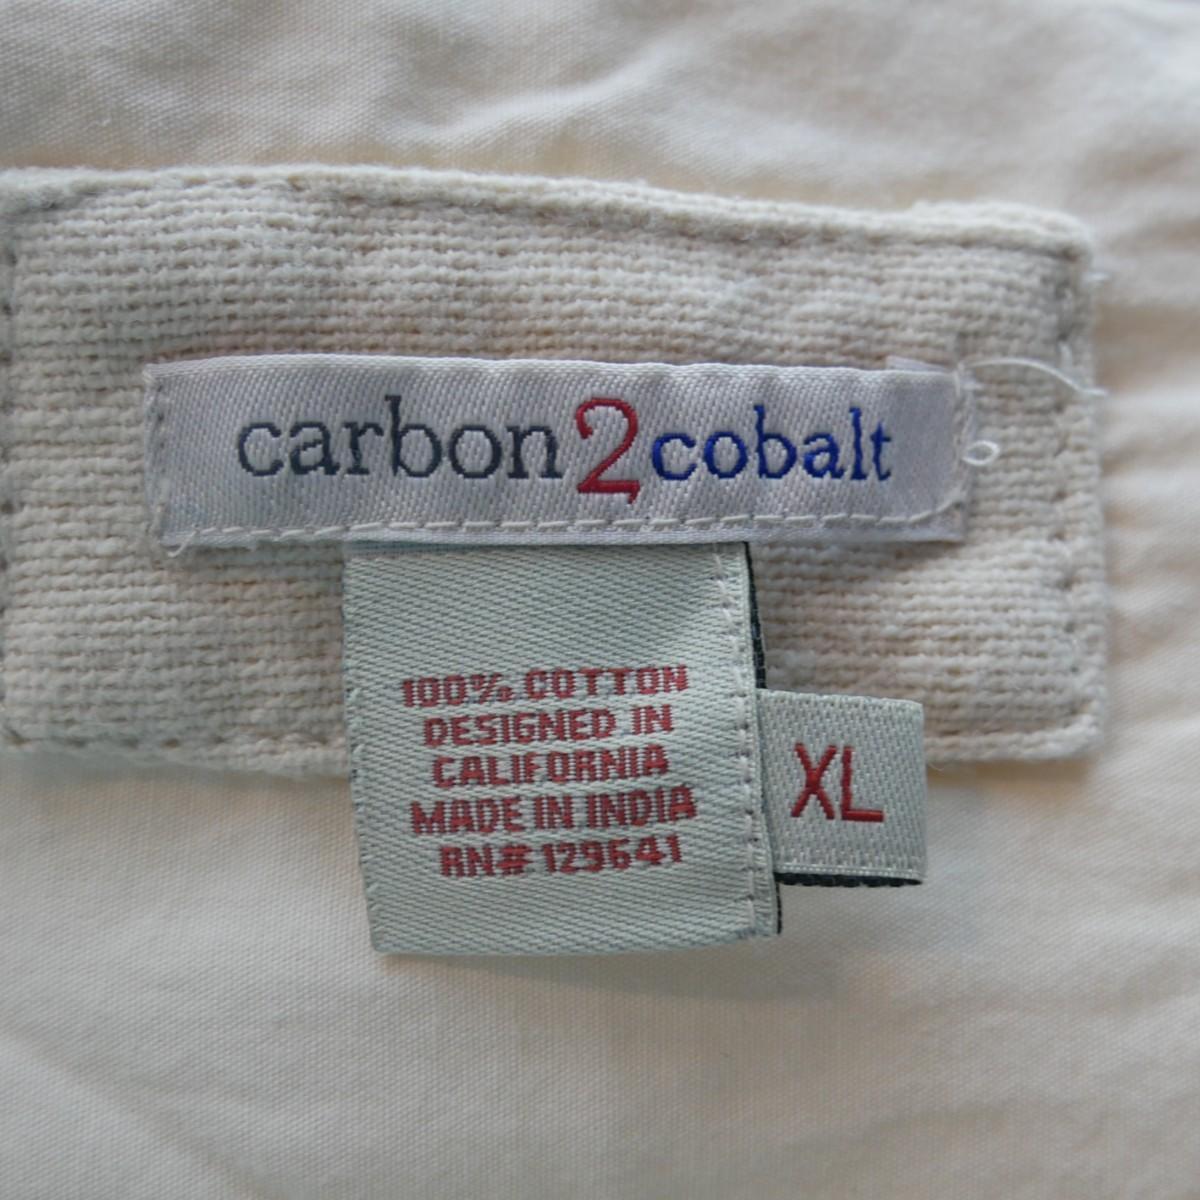 carbon2cobalt
100% COTTON
DESIGNED IN
CALIFORNIA
MADE IN INDIA
RN# 129641
XL